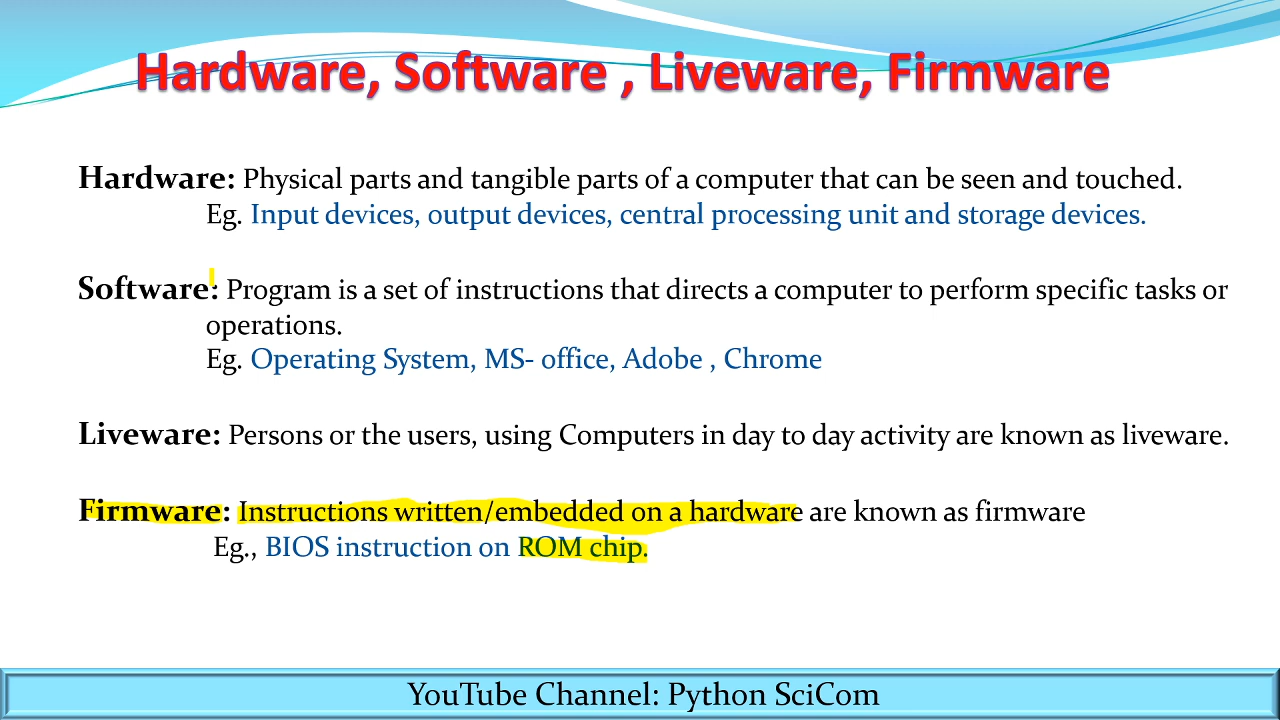 Hardware, Software , Liveware, Firmware
Hardware: Physical parts and tangible parts of a computer that can be seen and touched.
Eg. Input devices, output devices, central processing unit and storage devices.
Software: Program is a set of instructions that directs a computer to perform specific tasks or
operations.
Eg. Operating System, MS- office, Adobe , Chrome
Liveware: Persons or the users, using Computers in day to day activity are known as liveware.
Firmware: Instructions written/embedded on a hardware are known as firmware
Eg., BIOS instruction on ROM chip.
YouTube Channel: Python SciCom